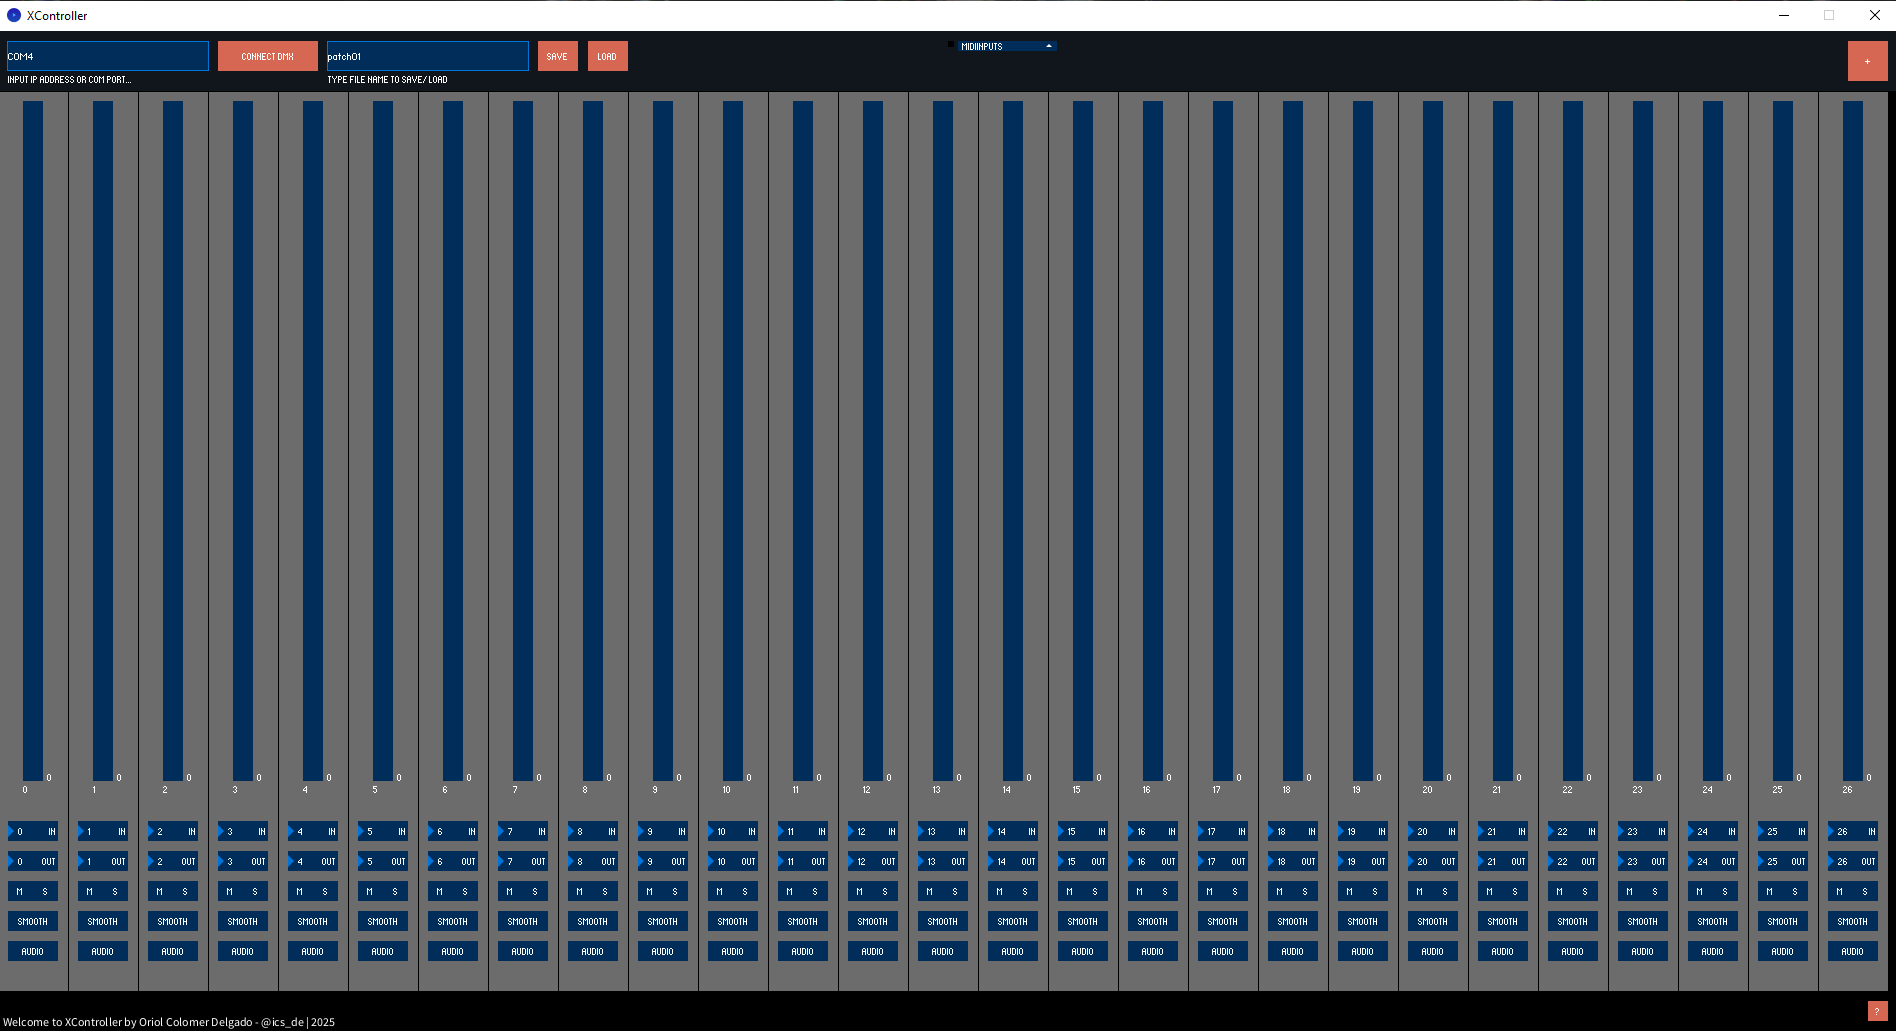 XController
COM4 CONNECT DMX patch01 SAVE LOAD MIDIINPUTS +
INPUT IP ADDRESS OR COM PORT... TYPE FILE NAME TO SAVE/LOAD
0 0 0 0 0 0 0 0 0 0 0 0 0 0 0 0 0 0 0 0 0 0 0 0 0 0 0
0 1 2 3 4 5 6 7 8 9 10 11 12 13 14 15 16 17 18 19 20 21 22 23 24 25 26
0 IN 1 IN 2 IN 3 IN 4 IN 5 IN 6 IN 7 IN 8 IN 9 IN 10 IN 11 IN 12 IN 13 IN 14 IN 15 IN 16 IN 17 IN 18 IN 19 IN 20 IN 21 IN 22 IN 23 IN 24 IN 25 IN 26 IN
0 OUT 1 OUT 2 OUT 3 OUT 4 OUT 5 OUT 6 OUT 7 OUT 8 OUT 9 OUT 10 OUT 11 OUT 12 OUT 13 OUT 14 OUT 15 OUT 16 OUT 17 OUT 18 OUT 19 OUT 20 OUT 21 OUT 22 OUT 23 OUT 24 OUT 25 OUT 26 OUT
M S M S M S M S M S M S M S M S M S M S M S M S M S M S M S M S M S M S M S M S M S M S M S M S M S M S M S
SMOOTH SMOOTH SMOOTH SMOOTH SMOOTH SMOOTH SMOOTH SMOOTH SMOOTH SMOOTH SMOOTH SMOOTH SMOOTH SMOOTH SMOOTH SMOOTH SMOOTH SMOOTH SMOOTH SMOOTH SMOOTH SMOOTH SMOOTH SMOOTH SMOOTH SMOOTH SMOOTH
AUDIO AUDIO AUDIO AUDIO AUDIO AUDIO AUDIO AUDIO AUDIO AUDIO AUDIO AUDIO AUDIO AUDIO AUDIO AUDIO AUDIO AUDIO AUDIO AUDIO AUDIO AUDIO AUDIO AUDIO AUDIO AUDIO AUDIO
?
Welcome to XController by Oriol Colomer Delgado - @ics_de | 2025